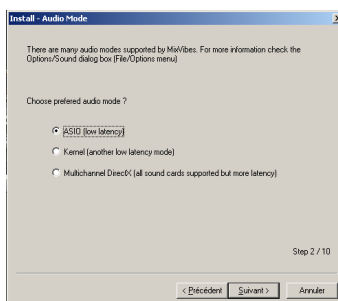 Install - Audio Mode
There are many audio modes supported by MixVibes. For more information check the
Options/Sound dialog box (File/Options menu)
Choose prefered audio mode ?
ASIO (low latency)
Kernel (another low latency mode)
Multichannel DirectX (all sound cards supported but more latency)
Step 2 / 10
< Précédent
Suivant >
Annuler